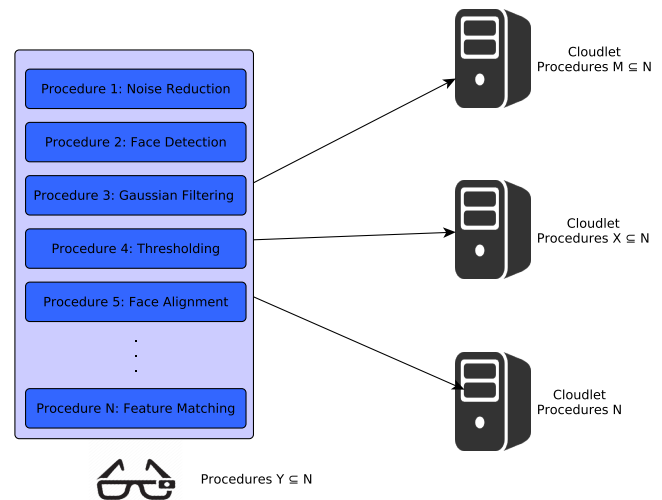 Procedure 1: Noise Reduction
Procedure 2: Face Detection
Procedure 3: Gaussian Filtering
Procedure 4: Thresholding
Procedure 5: Face Alignment
.
.
.
Procedure N: Feature Matching
Procedures Y ⊆ N
Cloudlet
Procedures M ⊆ N
Cloudlet
Procedures X ⊆ N
Cloudlet
Procedures N